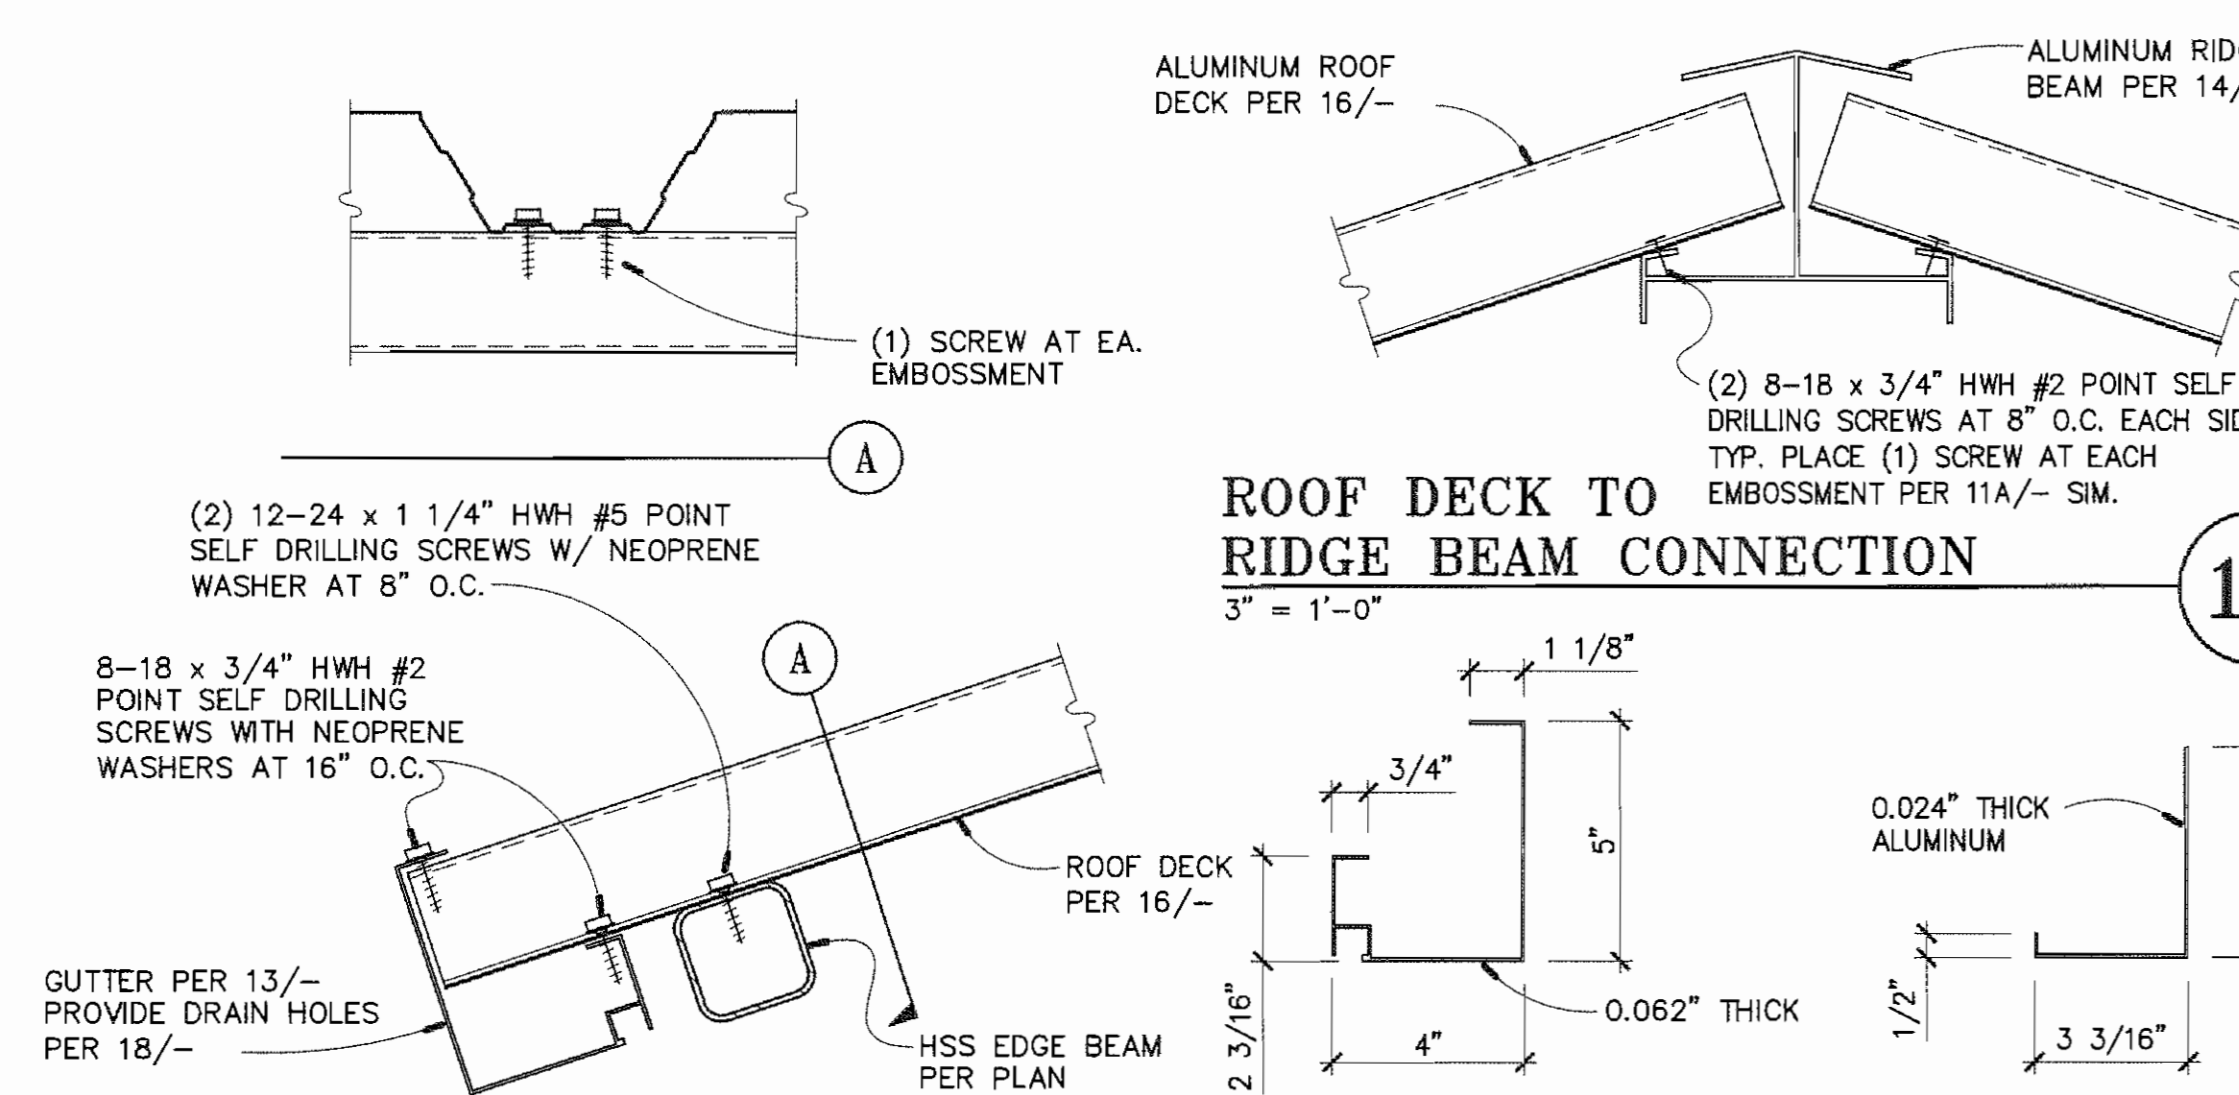 (1) SCREW AT EA.
EMBOSSMENT
A
(2) 12-24 x 1 1/4" HWH #5 POINT
SELF DRILLING SCREWS W/ NEOPRENE
WASHER AT 8" O.C.
8-18 x 3/4" HWH #2
POINT SELF DRILLING
SCREWS WITH NEOPRENE
WASHERS AT 16" O.C.
A
ROOF DECK
PER 16/-
GUTTER PER 13/-
PROVIDE DRAIN HOLES
PER 18/-
HSS EDGE BEAM
PER PLAN
ALUMINUM ROOF
DECK PER 16/-
ALUMINUM
BEAM PER 14/
(2) 8-18 x 3/4" HWH #2 POINT SELF
DRILLING SCREWS AT 8" O.C. EACH
TYP. PLACE (1) SCREW AT EACH
EMBOSSMENT PER 11A/- SIM.
ROOF DECK TO
RIDGE BEAM CONNECTION
3" = 1'-0"
1 1/8"
3/4"
5"
2 3/16"
4"
0.062" THICK
0.024" THICK
ALUMINUM
1/2"
3 3/16"